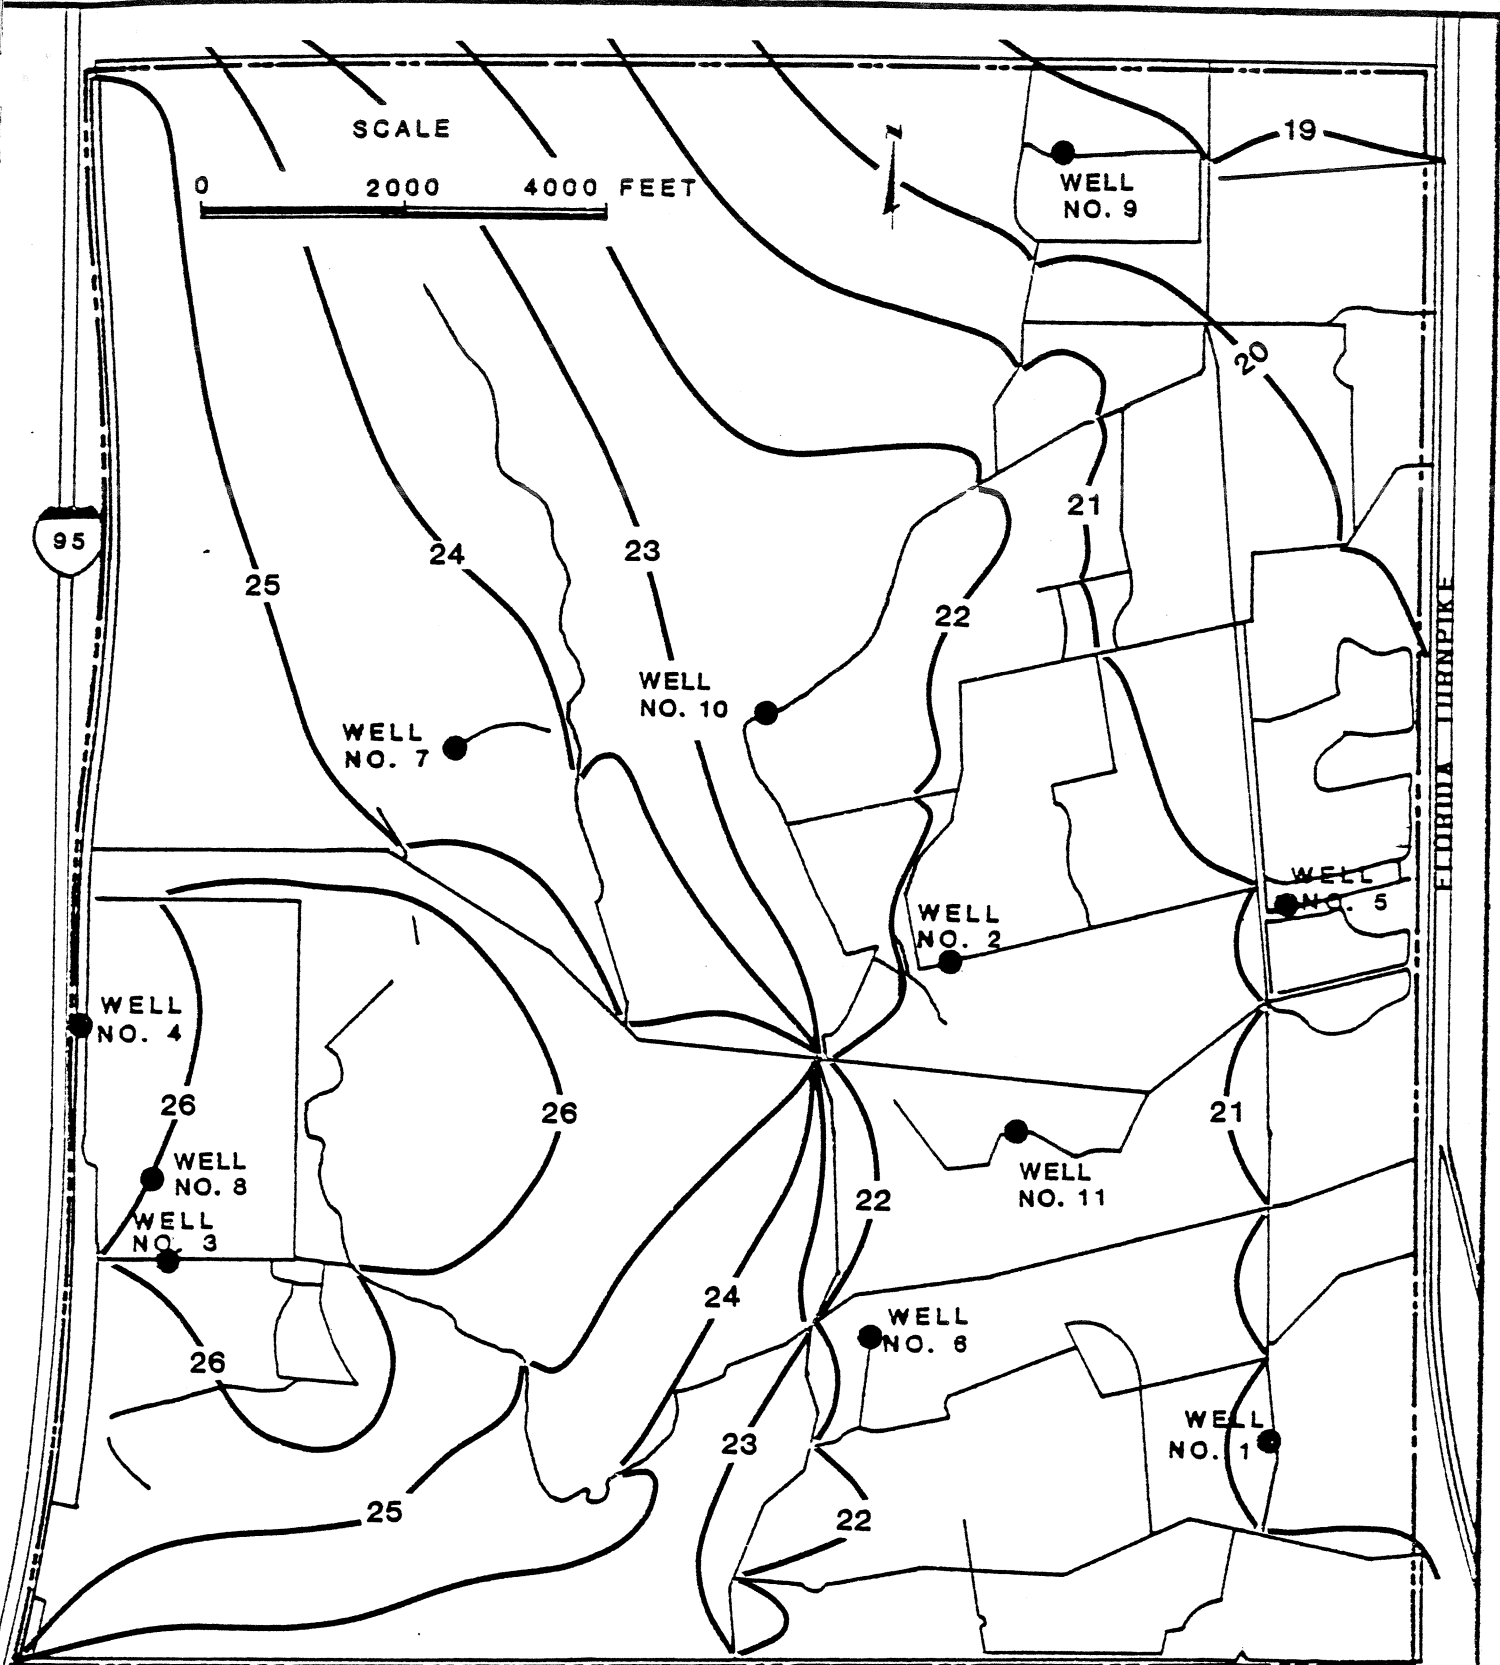 SCALE
0 2000 4000 FEET
N
19
WELL
NO. 9
20
95
21
24
23
25
22
FLORIDA TURNPIKE
WELL
NO. 10
WELL
NO. 7
WELL
NO. 5
WELL
NO. 2
WELL
NO. 4
26
26
21
WELL
NO. 8
WELL
NO. 11
22
WELL
NO. 3
24
WELL
NO. 6
26
WELL
NO. 1
23
25
22